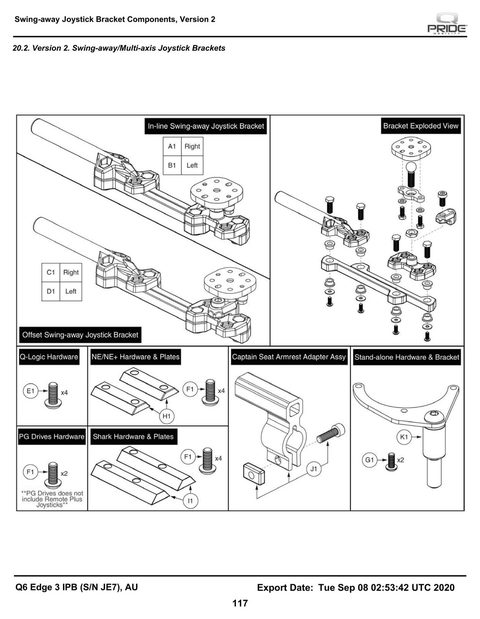 Swing-away Joystick Bracket Components, Version 2
PRIDE
20.2. Version 2. Swing-away/Multi-axis Joystick Brackets
In-line Swing-away Joystick Bracket
Bracket Exploded View
A1 Right
B1 Left
C1 Right
D1 Left
Offset Swing-away Joystick Bracket
Q-Logic Hardware
NE/NE+ Hardware & Plates
Captain Seat Armrest Adapter Assy
Stand-alone Hardware & Bracket
E1 x4
F1 x4
H1
K1
PG Drives Hardware
Shark Hardware & Plates
F1 x4
G1 x2
J1
F1 x2
I1
**PG Drives does not
include Remote Plus
Joysticks**
Q6 Edge 3 IPB (S/N JE7), AU
Export Date: Tue Sep 08 02:53:42 UTC 2020
117